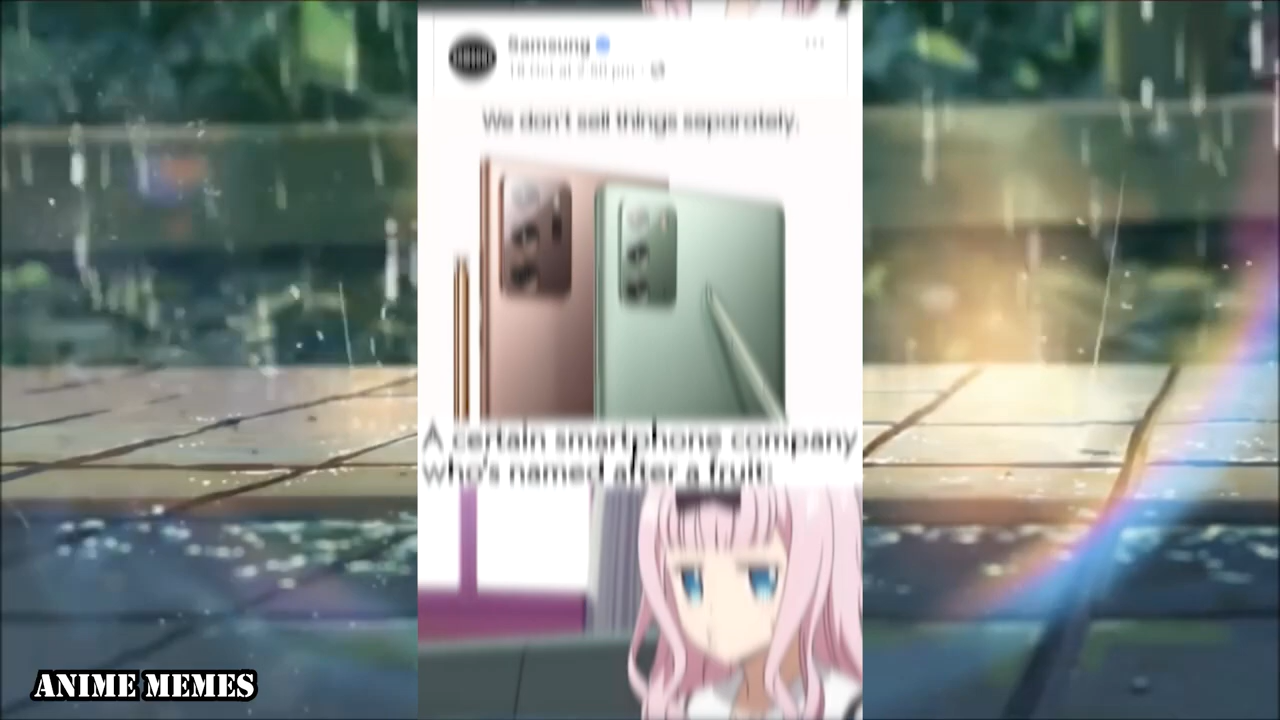 Samsung
We don't sell things separately.
A certain smartphone company
who's named after a fruit:
ANIME MEMES